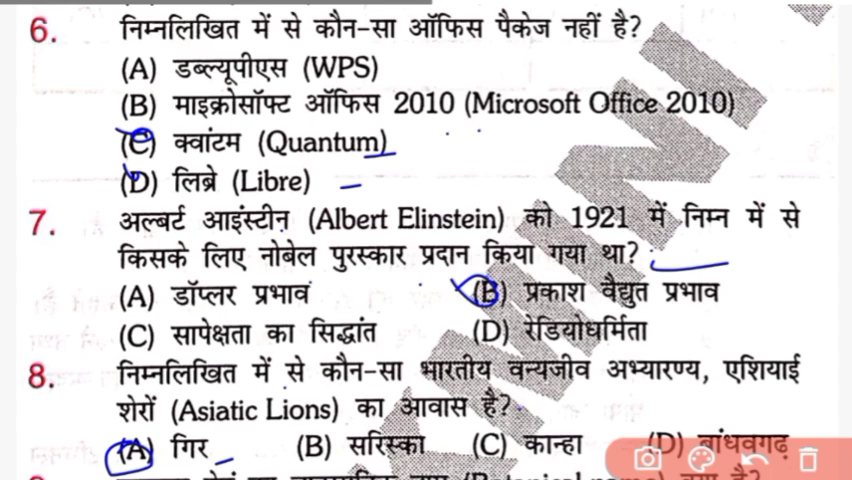 6. निम्नलिखित में से कौन-सा ऑफिस पैकेज नहीं है?
(A) डब्ल्यूपीएस (WPS)
(B) माइक्रोसॉफ्ट ऑफिस 2010 (Microsoft Office 2010)
(C) क्वांटम (Quantum)
(D) लिब्रे (Libre)
7. अल्बर्ट आइंस्टीन (Albert Elinstein) को 1921 में निम्न में से
किसके लिए नोबेल पुरस्कार प्रदान किया गया था?
(A) डॉप्लर प्रभाव (B) प्रकाश वैद्युत प्रभाव
(C) सापेक्षता का सिद्धांत (D) रेडियोधर्मिता
8. निम्नलिखित में से कौन-सा भारतीय वन्यजीव अभ्यारण्य, एशियाई
शेरों (Asiatic Lions) का आवास है?
(A) गिर (B) सरिस्का (C) कान्हा (D) बांधवगढ़